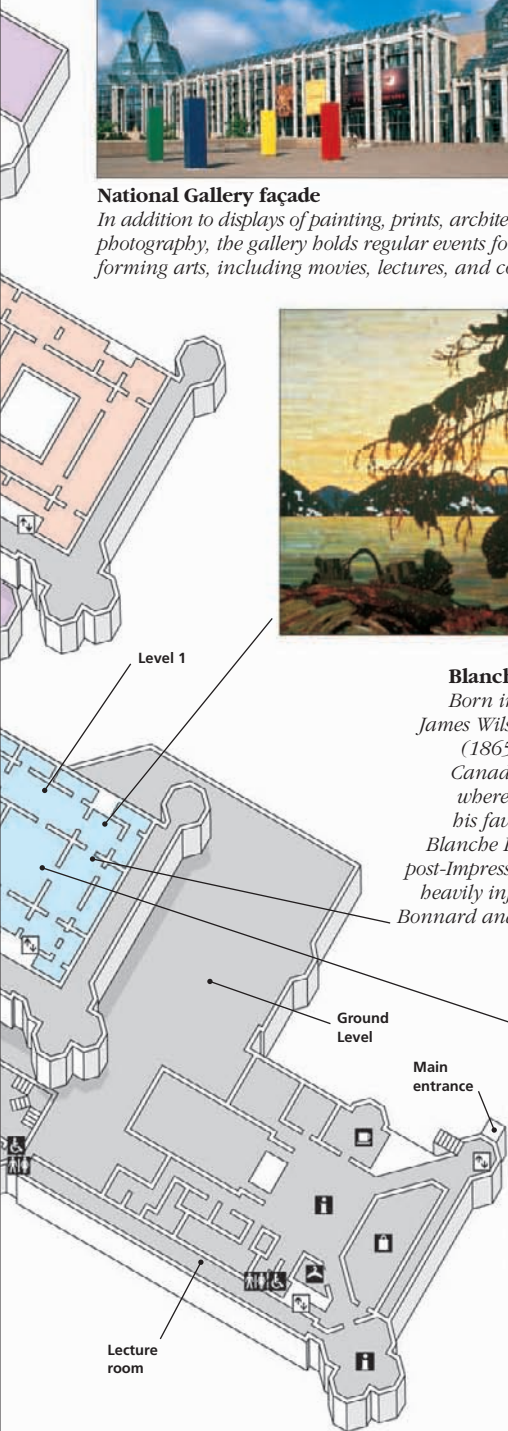 National Gallery façade
In addition to displays of painting, prints, archite
photography, the gallery holds regular events fo
forming arts, including movies, lectures, and c
Level 1
Blanch
Born in
James Wils
(1865
Canad
where
his fav
Blanche
post-Impress
heavily inf
Bonnard and
Ground
Level
Main
entrance
Lecture
room